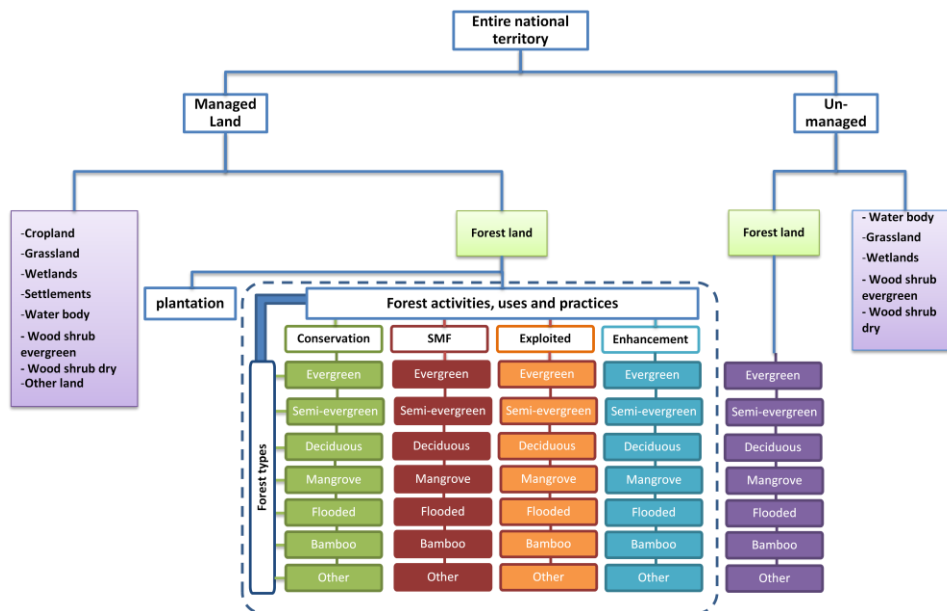 Entire national
territory
Managed
Land
Un-
managed
-Cropland
-Grassland
-Wetlands
-Settlements
-Water body
- Wood shrub
evergreen
- Wood shrub dry
-Other land
Forest land
Forest land
- Water body
-Grassland
-Wetlands
- Wood shrub
evergreen
- Wood shrub
dry
plantation
Forest activities, uses and practices
Forest types
Conservation
Evergreen
Semi-evergreen
Deciduous
Mangrove
Flooded
Bamboo
Other
SMF
Evergreen
Semi-evergreen
Deciduous
Mangrove
Flooded
Bamboo
Other
Exploited
Evergreen
Semi-evergreen
Deciduous
Mangrove
Flooded
Bamboo
Other
Enhancement
Evergreen
Semi-evergreen
Deciduous
Mangrove
Flooded
Bamboo
Other
Evergreen
Semi-evergreen
Deciduous
Mangrove
Flooded
Bamboo
Other